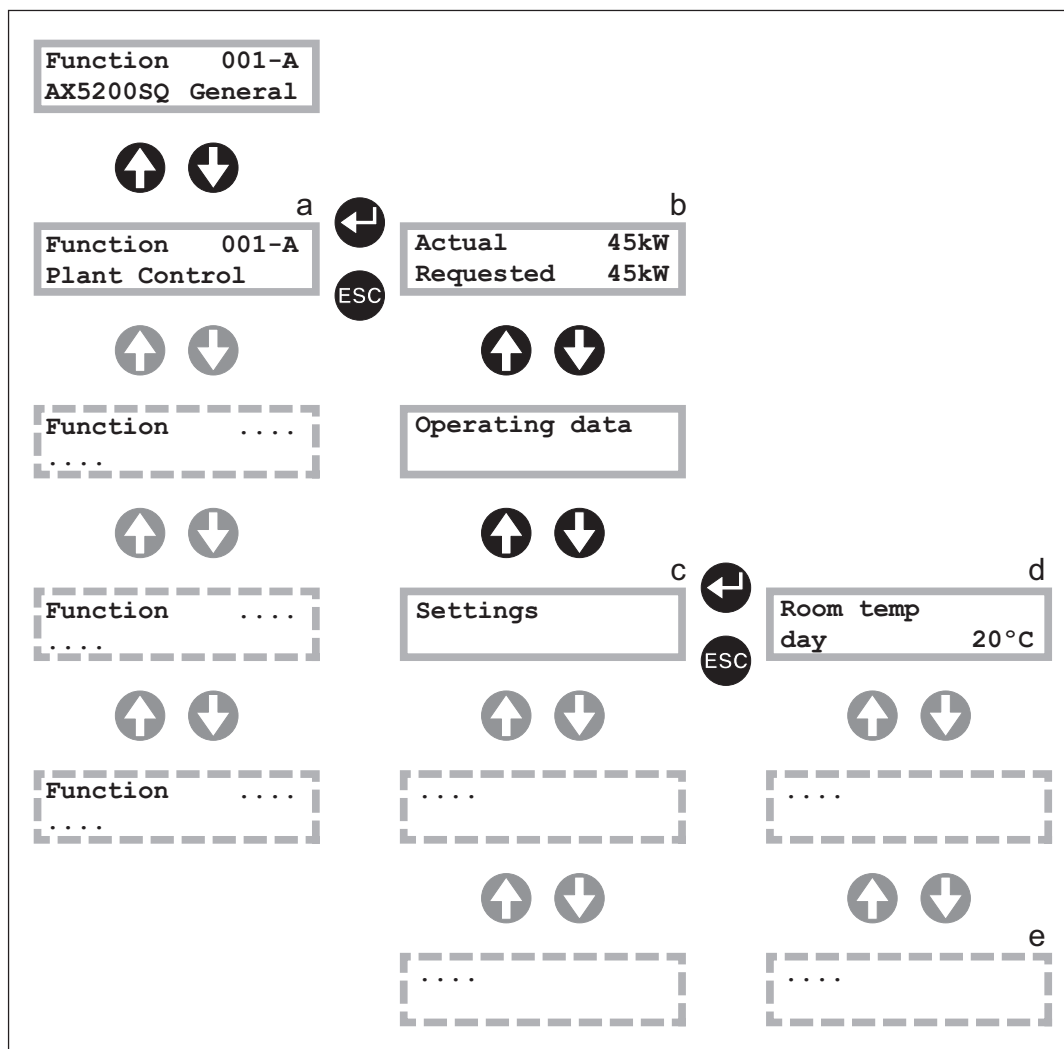 Function 001-A
AX5200SQ General
a
Function 001-A
Plant Control
ESC
b
Actual 45kW
Requested 45kW
Function ....
....
Operating data
Function ....
....
c
Settings
ESC
d
Room temp
day 20°C
Function ....
....
....
....
....
e
....